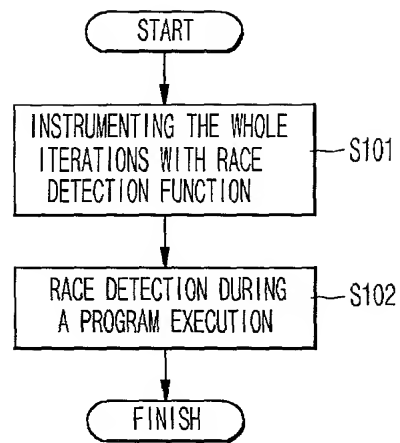 START
INSTRUMENTING THE WHOLE
ITERATIONS WITH RACE
DETECTION FUNCTION
S101
RACE DETECTION DURING
A PROGRAM EXECUTION
S102
FINISH